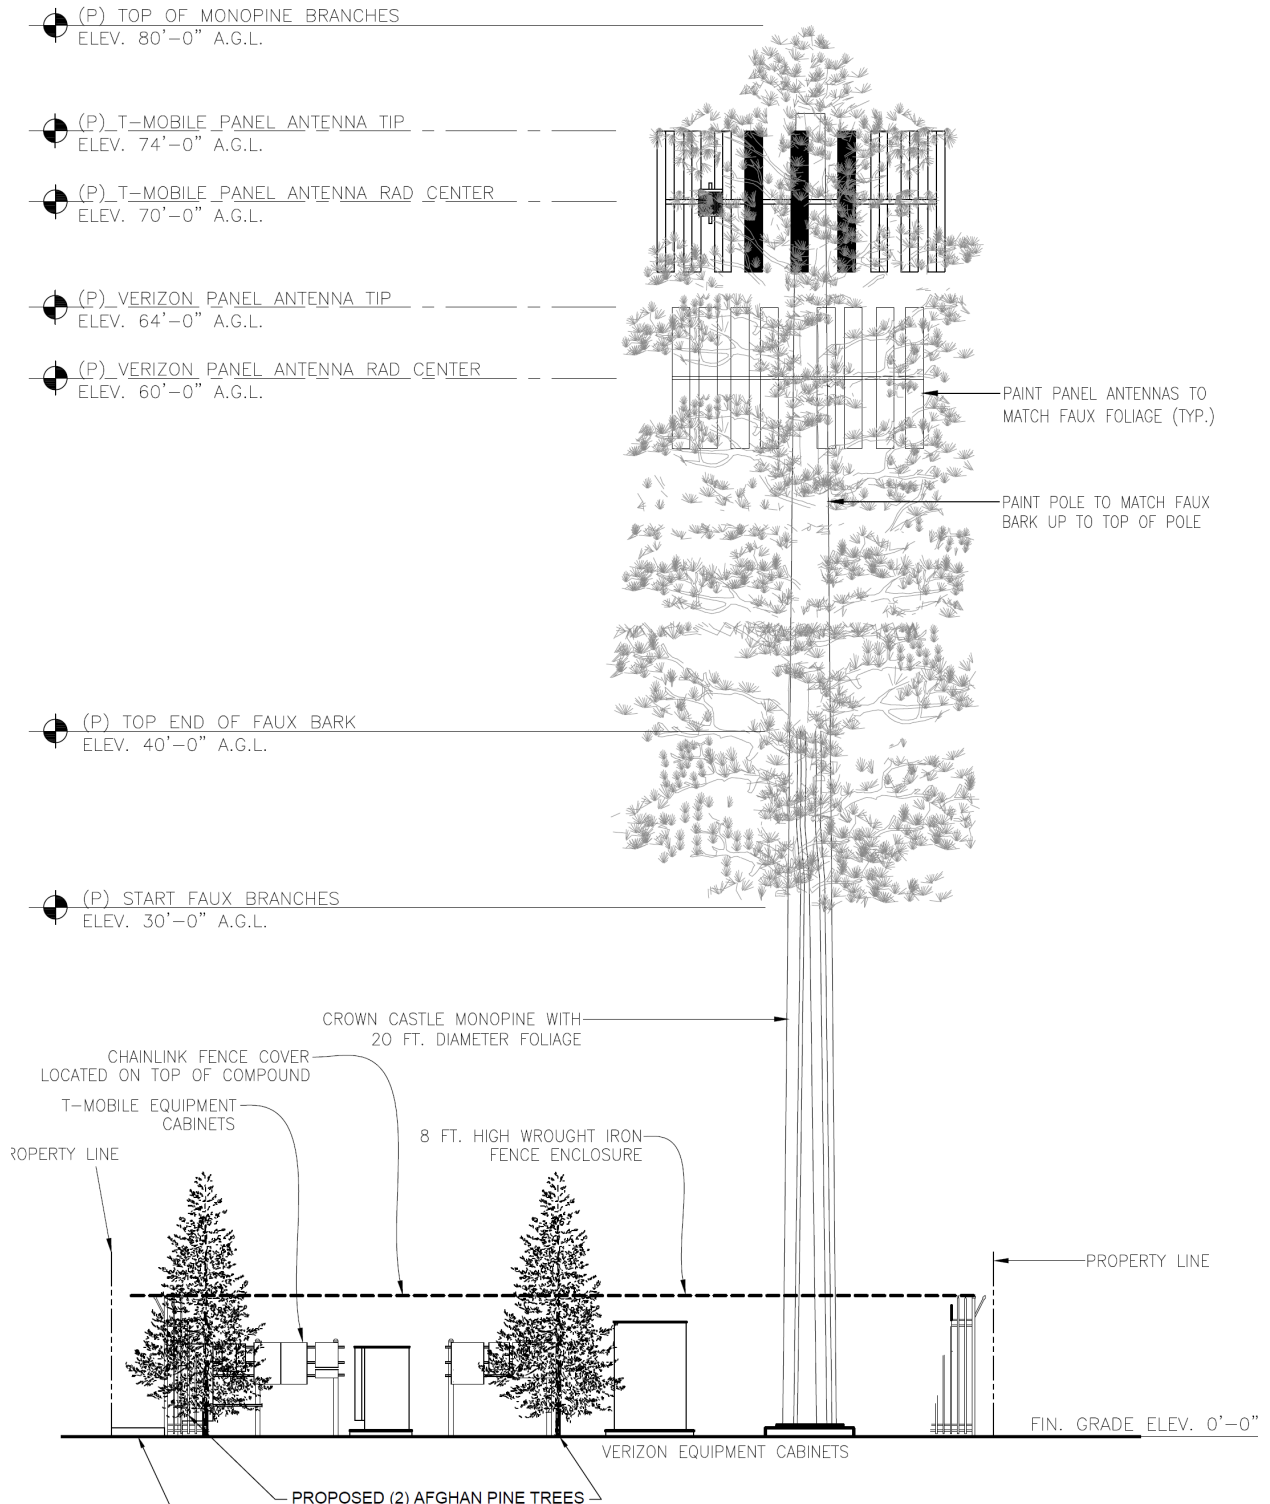 (P) TOP OF MONOPINE BRANCHES
ELEV. 80'-0" A.G.L.
(P) T-MOBILE PANEL ANTENNA TIP
ELEV. 74'-0" A.G.L.
(P) T-MOBILE PANEL ANTENNA RAD CENTER
ELEV. 70'-0" A.G.L.
(P) VERIZON PANEL ANTENNA TIP
ELEV. 64'-0" A.G.L.
(P) VERIZON PANEL ANTENNA RAD CENTER
ELEV. 60'-0" A.G.L.
PAINT PANEL ANTENNAS TO
MATCH FAUX FOLIAGE (TYP.)
PAINT POLE TO MATCH FAUX
BARK UP TO TOP OF POLE
(P) TOP END OF FAUX BARK
ELEV. 40'-0" A.G.L.
(P) START FAUX BRANCHES
ELEV. 30'-0" A.G.L.
CROWN CASTLE MONOPINE WITH
20 FT. DIAMETER FOLIAGE
CHAINLINK FENCE COVER
LOCATED ON TOP OF COMPOUND
T-MOBILE EQUIPMENT
CABINETS
8 FT. HIGH WROUGHT IRON
FENCE ENCLOSURE
ROPERTY LINE
PROPERTY LINE
FIN. GRADE ELEV. 0'-0"
VERIZON EQUIPMENT CABINETS
PROPOSED (2) AFGHAN PINE TREES